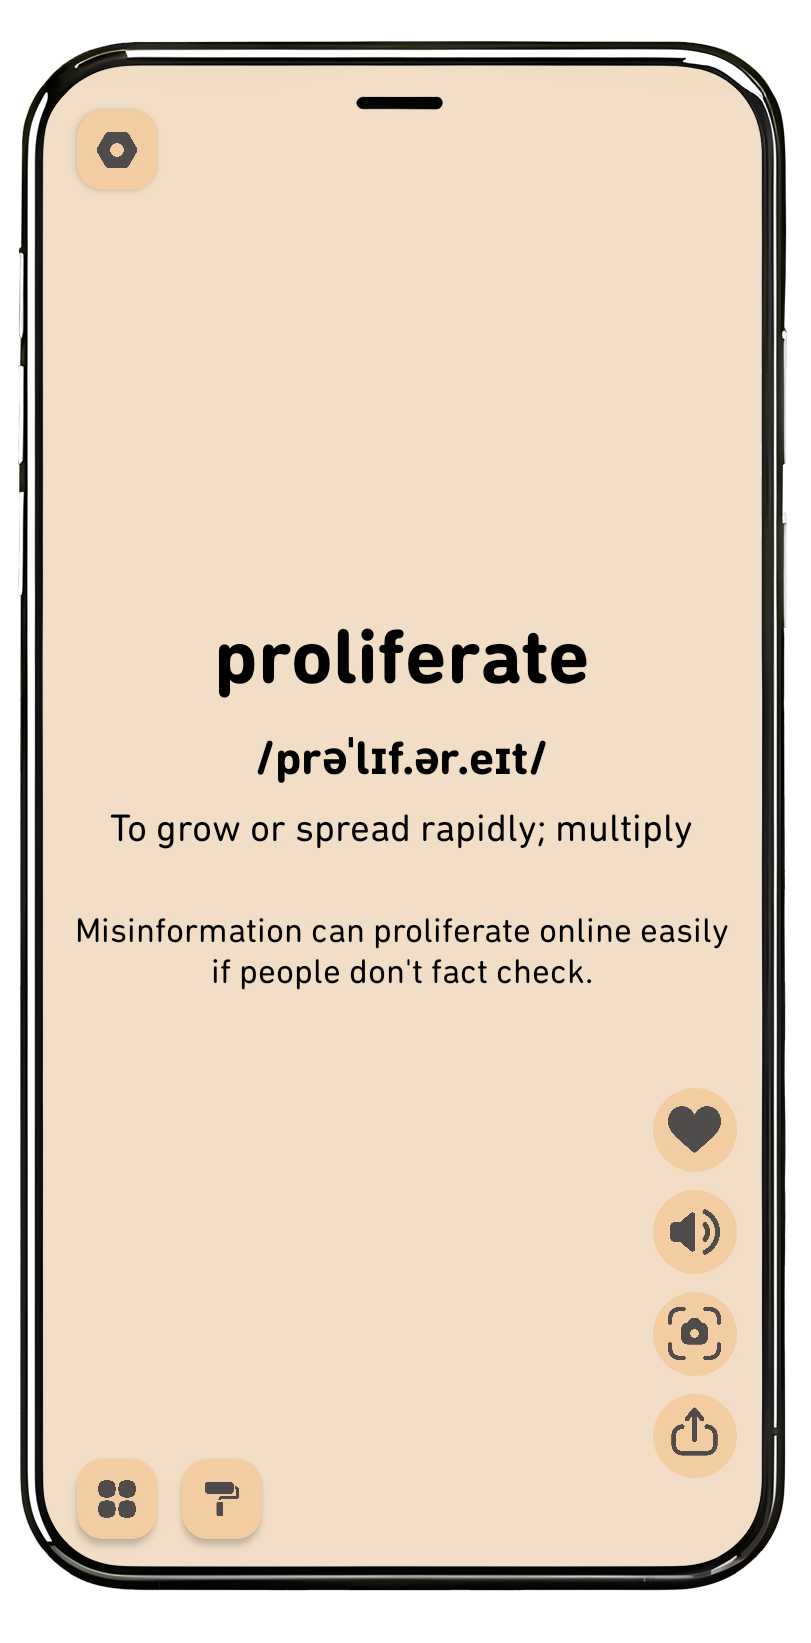 proliferate
/prəˈlɪf.ər.eɪt/
To grow or spread rapidly; multiply
Misinformation can proliferate online easily
if people don't fact check.